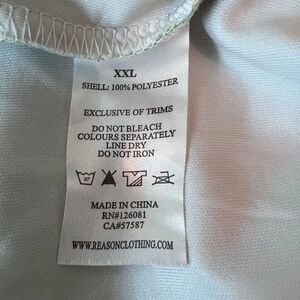 XXL
SHELL: 100% POLYESTER
EXCLUSIVE OF TRIMS
DO NOT BLEACH
COLOURS SEPARATELY
LINE DRY
DO NOT IRON
MADE IN CHINA
RN#126081
CA#57587
WWW.REASONCLOTHING.COM